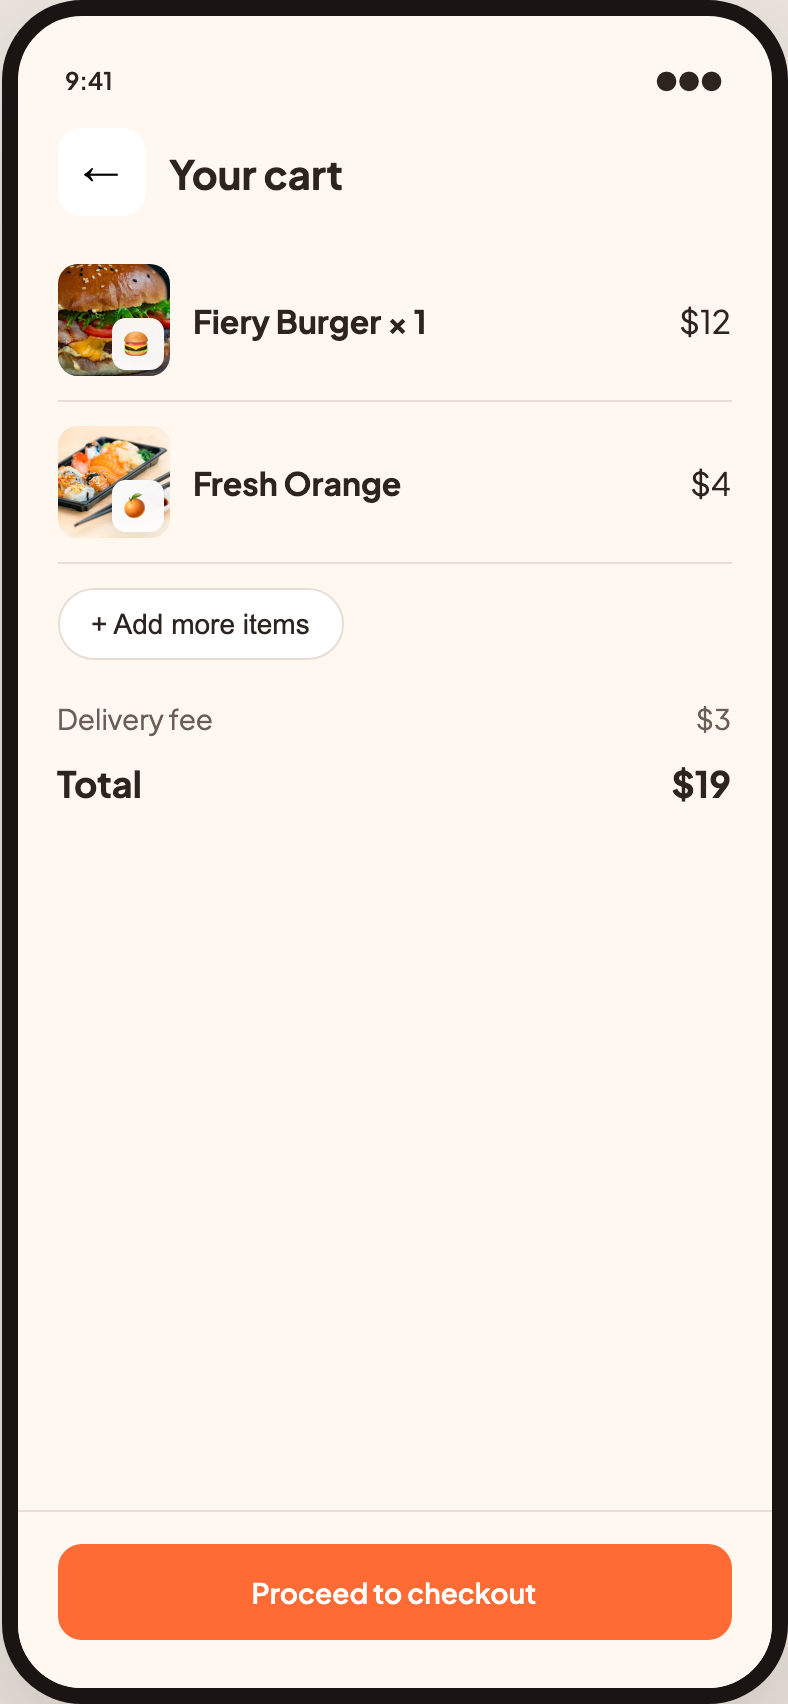 9:41
← Your cart
Fiery Burger × 1 $12
Fresh Orange $4
+ Add more items
Delivery fee $3
Total $19
Proceed to checkout